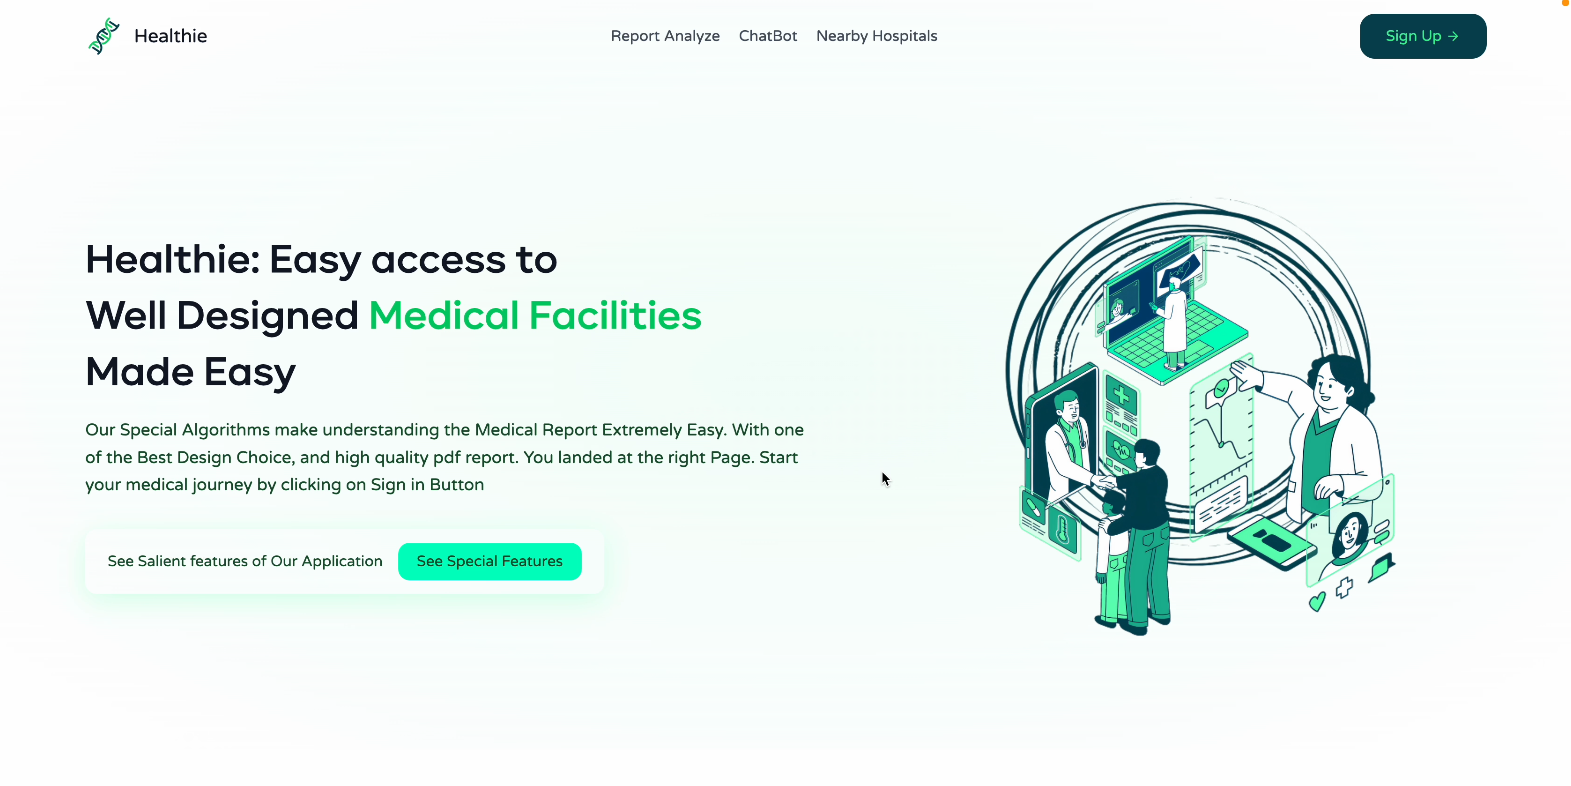 Healthie
Report Analyze ChatBot Nearby Hospitals
Sign Up →
Healthie: Easy access to
Well Designed Medical Facilities
Made Easy
Our Special Algorithms make understanding the Medical Report Extremely Easy. With one
of the Best Design Choice, and high quality pdf report. You landed at the right Page. Start
your medical journey by clicking on Sign in Button
See Salient features of Our Application See Special Features